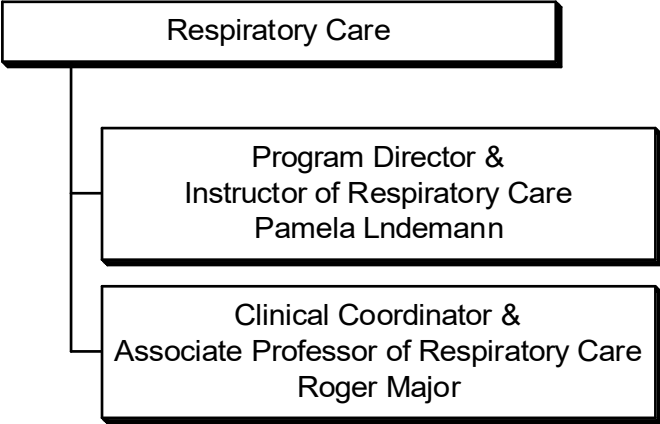 Respiratory Care
Program Director &
Instructor of Respiratory Care
Pamela Lndemann
Clinical Coordinator &
Associate Professor of Respiratory Care
Roger Major